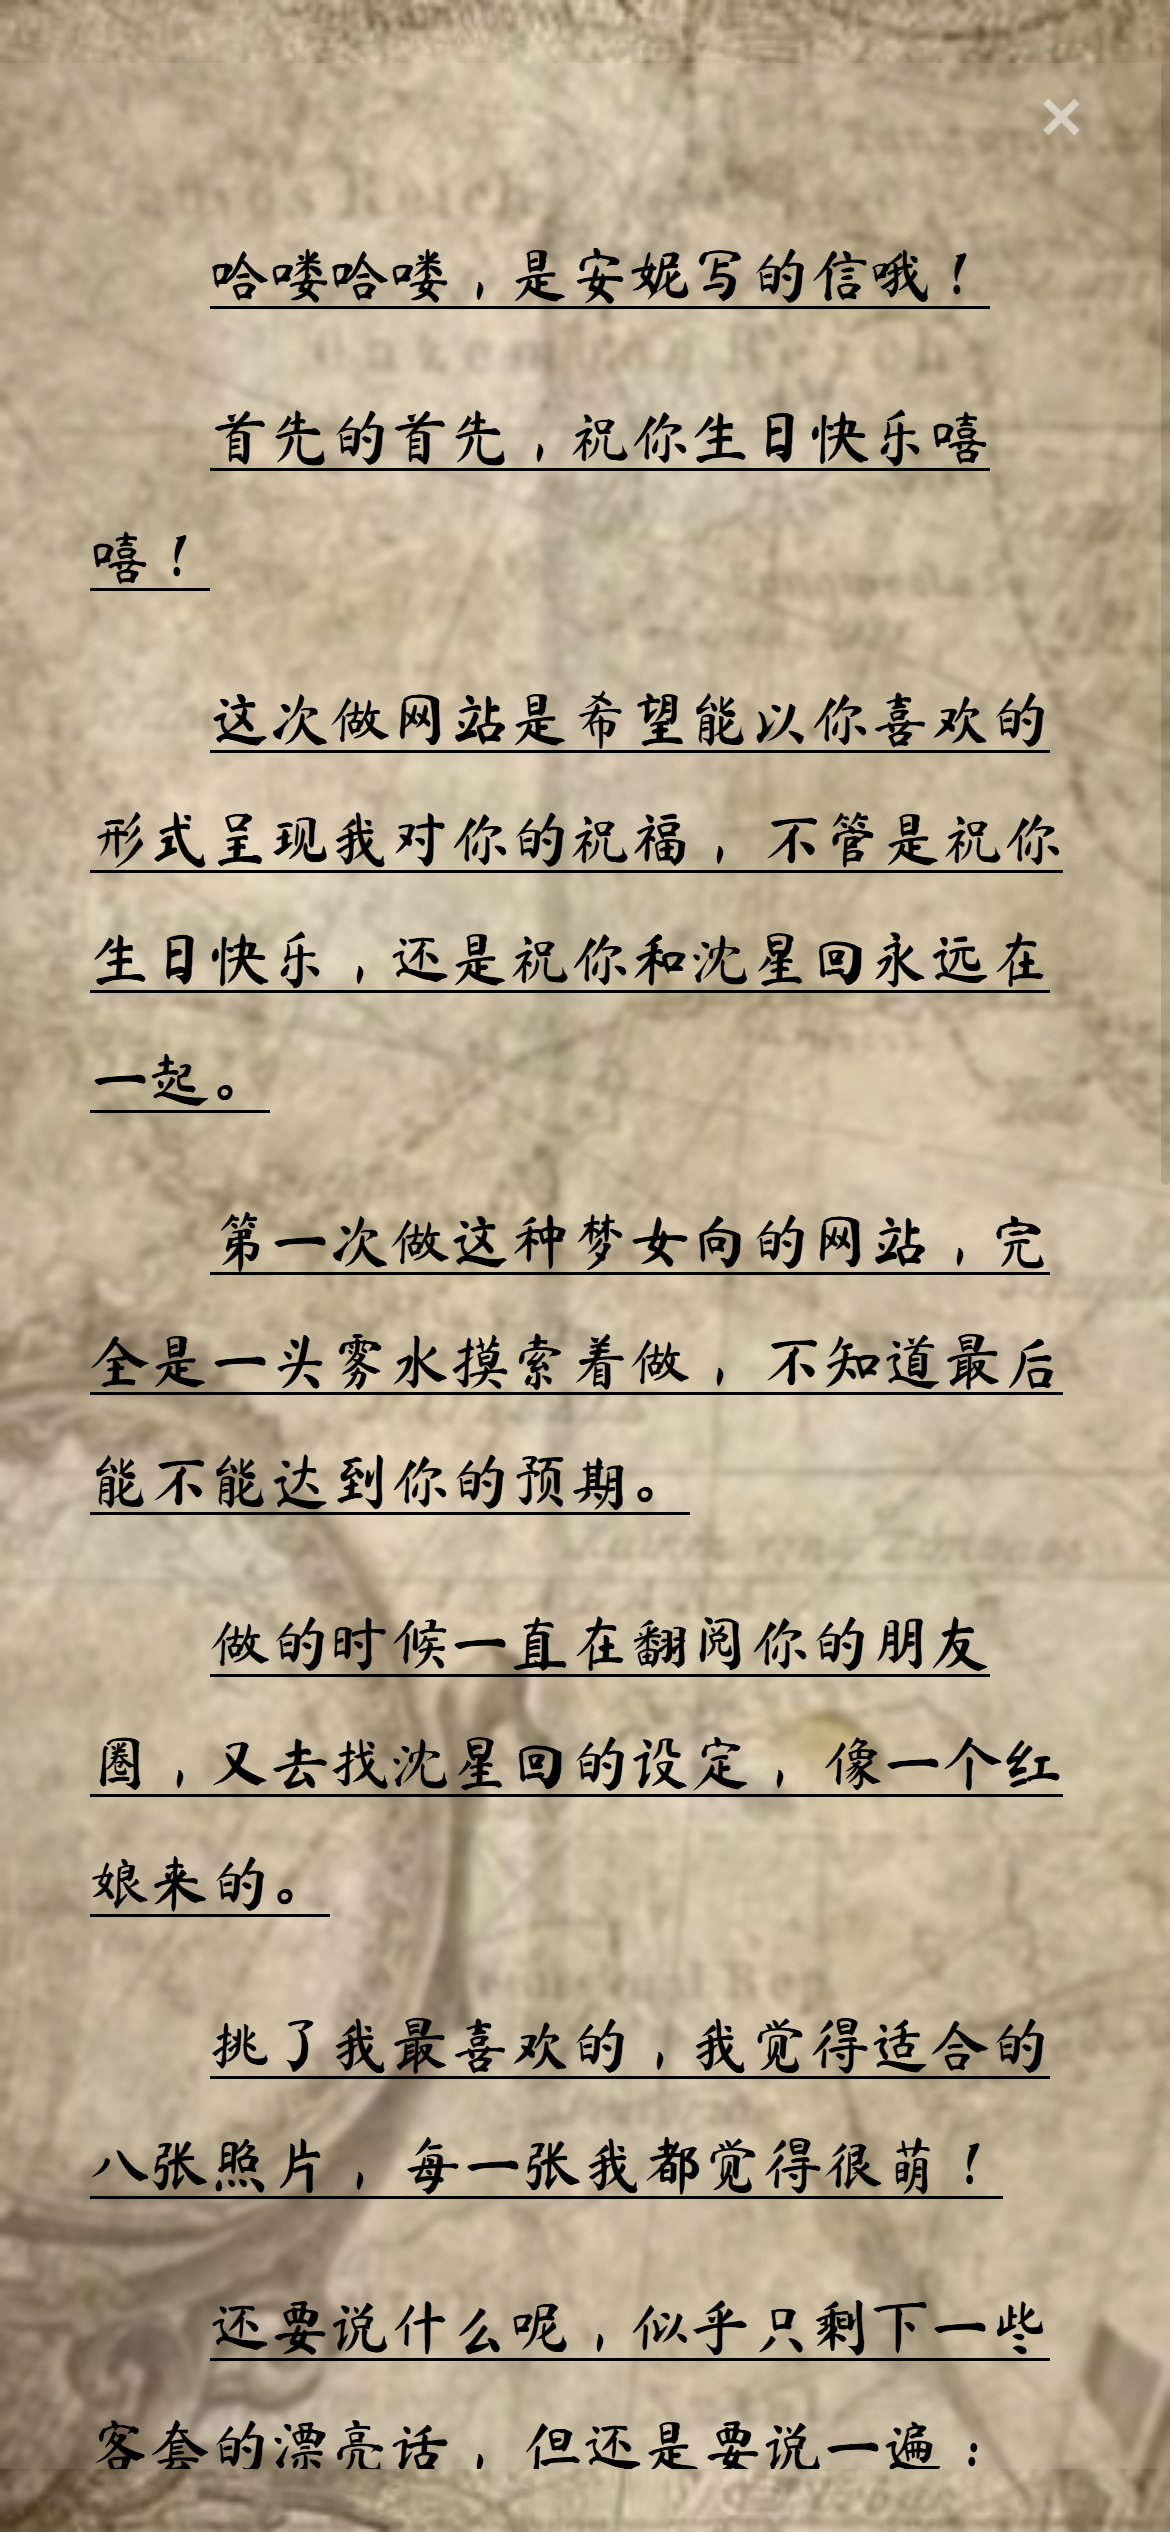 哈喽哈喽，是安妮写的信哦！
首先的首先，祝你生日快乐嘻
嘻！
这次做网站是希望能以你喜欢的
形式呈现我对你的祝福，不管是祝你
生日快乐，还是祝你和沈星回永远在
一起。
第一次做这种梦女向的网站，完
全是一头雾水摸索着做，不知道最后
能不能达到你的预期。
做的时候一直在翻阅你的朋友
圈，又去找沈星回的设定，像一个红
娘来的。
挑了我最喜欢的，我觉得适合的
八张照片，每一张我都觉得很萌！
还要说什么呢，似乎只剩下一些
客套的漂亮话，但还是要说一遍：